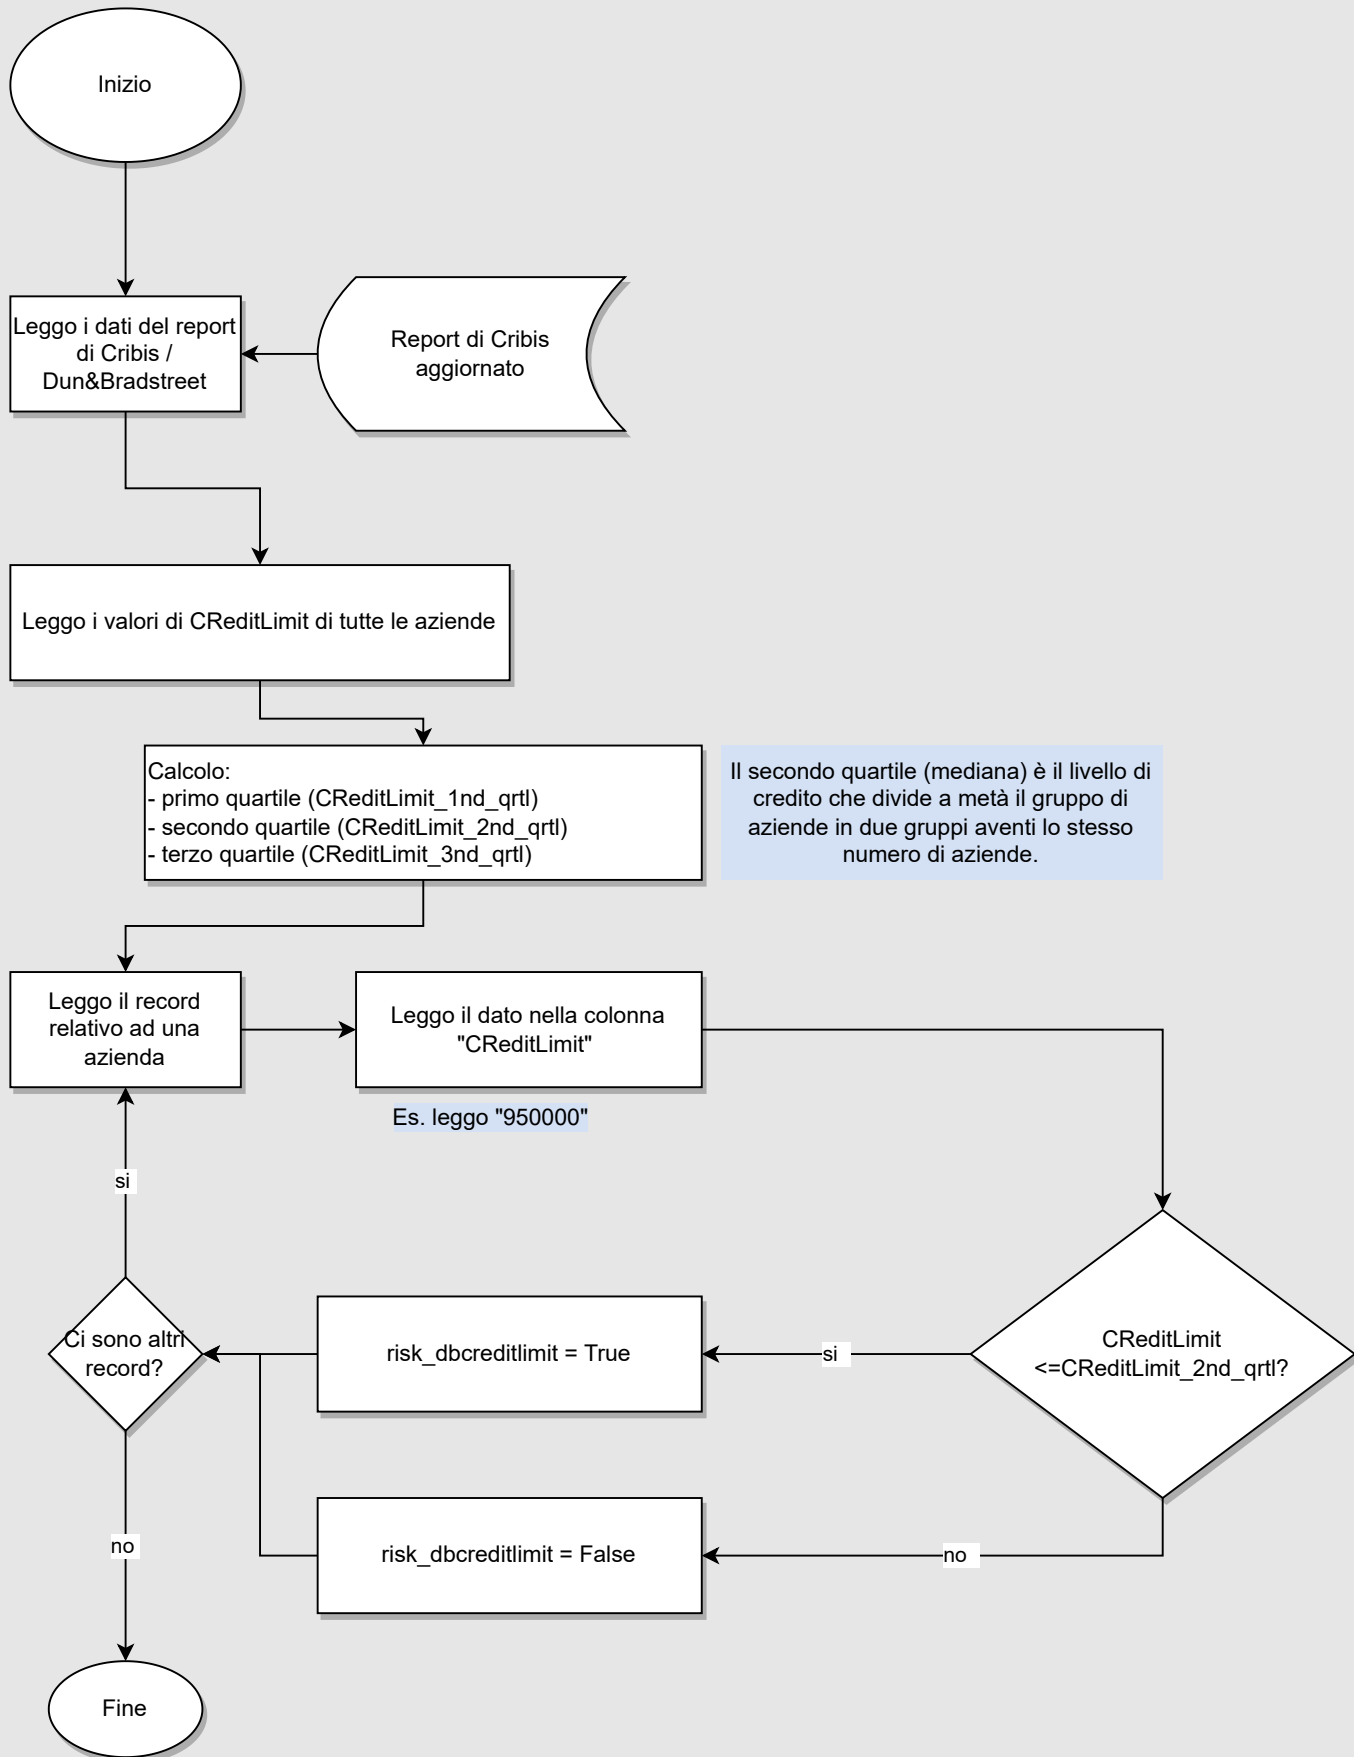 Inizio
Leggo i dati del report
di Cribis /
Dun&Bradstreet
Report di Cribis
aggiornato
Leggo i valori di CReditLimit di tutte le aziende
Calcolo:
- primo quartile (CReditLimit_1nd_qrtl)
- secondo quartile (CReditLimit_2nd_qrtl)
- terzo quartile (CReditLimit_3nd_qrtl)
Il secondo quartile (mediana) è il livello di
credito che divide a metà il gruppo di
aziende in due gruppi aventi lo stesso
numero di aziende.
Leggo il record
relativo ad una
azienda
Leggo il dato nella colonna
"CReditLimit"
Es. leggo "950000"
si
Ci sono altri
record?
risk_dbcreditlimit = True
si
CReditLimit
<=CReditLimit_2nd_qrtl?
no
risk_dbcreditlimit = False
no
Fine